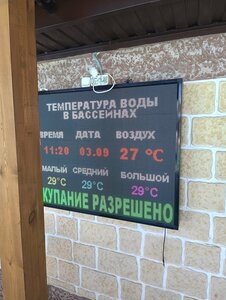 ТЕМПЕРАТУРА ВОДЫ
В БАССЕЙНАХ
ВРЕМЯ ДАТА ВОЗДУХ
11:20 03.09 27 °C
МАЛЫЙ СРЕДНИЙ БОЛЬШОЙ
29°C 29°C 29°C
КУПАНИЕ РАЗРЕШЕНО